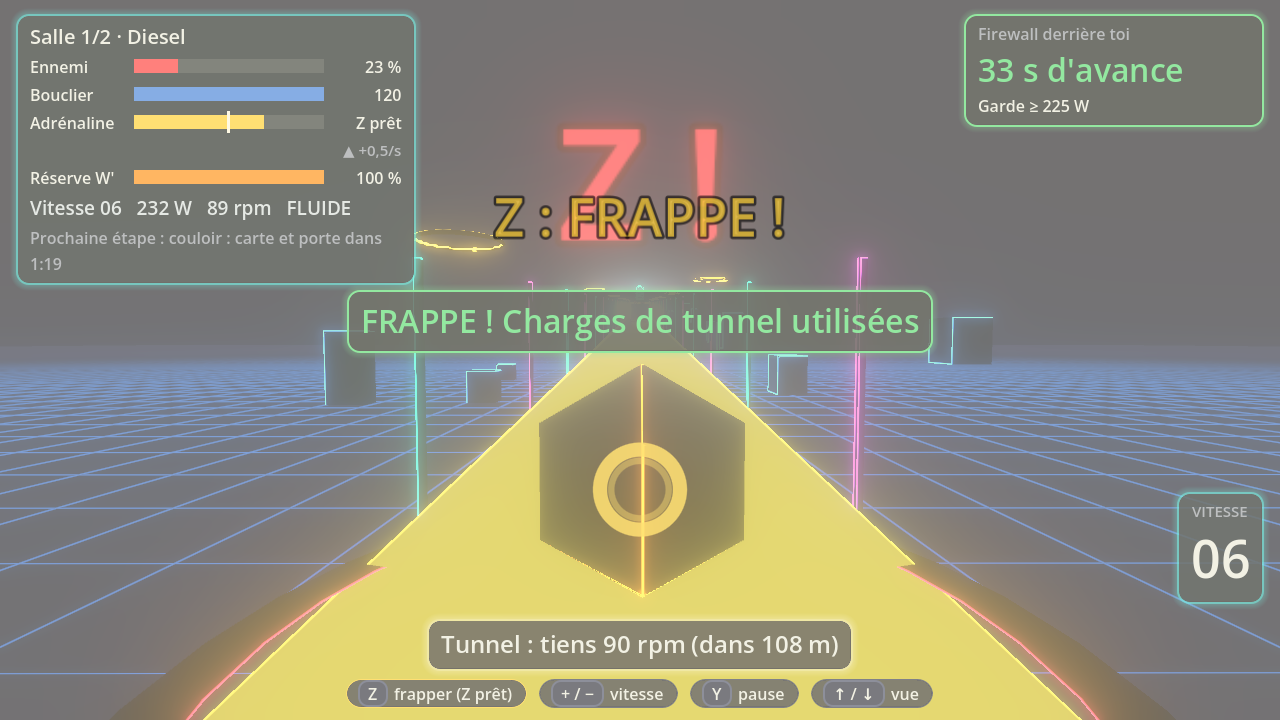 Salle 1/2 · Diesel
Ennemi 23 %
Bouclier 120
Adrénaline Z prêt
▲ +0,5/s
Réserve W' 100 %
Vitesse 06 232 W 89 rpm FLUIDE
Prochaine étape : couloir : carte et porte dans
1:19
Firewall derrière toi
33 s d'avance
Garde ≥ 225 W
Z !
Z : FRAPPE !
FRAPPE ! Charges de tunnel utilisées
VITESSE
06
Tunnel : tiens 90 rpm (dans 108 m)
Z frapper (Z prêt) + / − vitesse Y pause ↑ / ↓ vue